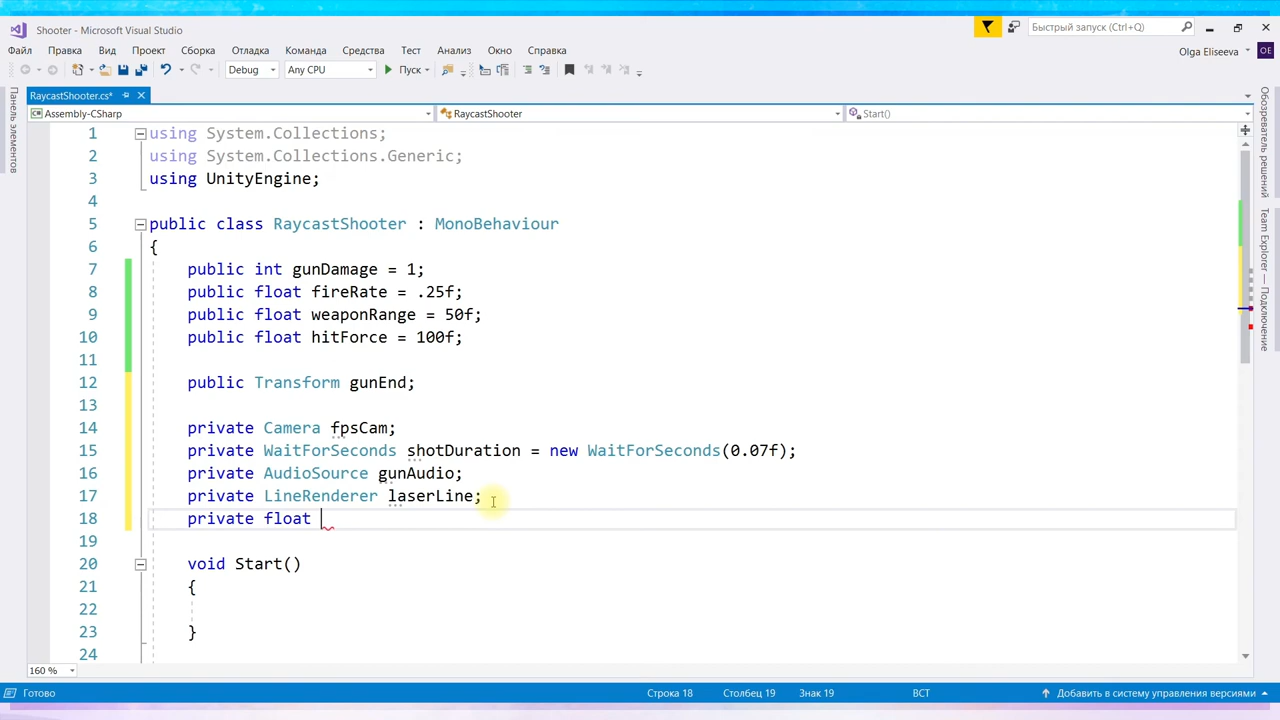 Shooter - Microsoft Visual Studio
Быстрый запуск (Ctrl+Q)
Файл Правка Вид Проект Сборка Отладка Команда Средства Тест Анализ Окно Справка
Olga Eliseeva OE
Debug Any CPU Пуск
RaycastShooter.cs*
Assembly-CSharp RaycastShooter Start()
Панель элементов
Обозреватель решений
Team Explorer — Подключение
1 using System.Collections;
2 using System.Collections.Generic;
3 using UnityEngine;
4
5 public class RaycastShooter : MonoBehaviour
6 {
7 public int gunDamage = 1;
8 public float fireRate = .25f;
9 public float weaponRange = 50f;
10 public float hitForce = 100f;
11
12 public Transform gunEnd;
13
14 private Camera fpsCam;
15 private WaitForSeconds shotDuration = new WaitForSeconds(0.07f);
16 private AudioSource gunAudio;
17 private LineRenderer laserLine;
18 private float
19
20 void Start()
21 {
22
23 }
24
160 %
Готово Строка 18 Столбец 19 Знак 19 ВСТ Добавить в систему управления версиями